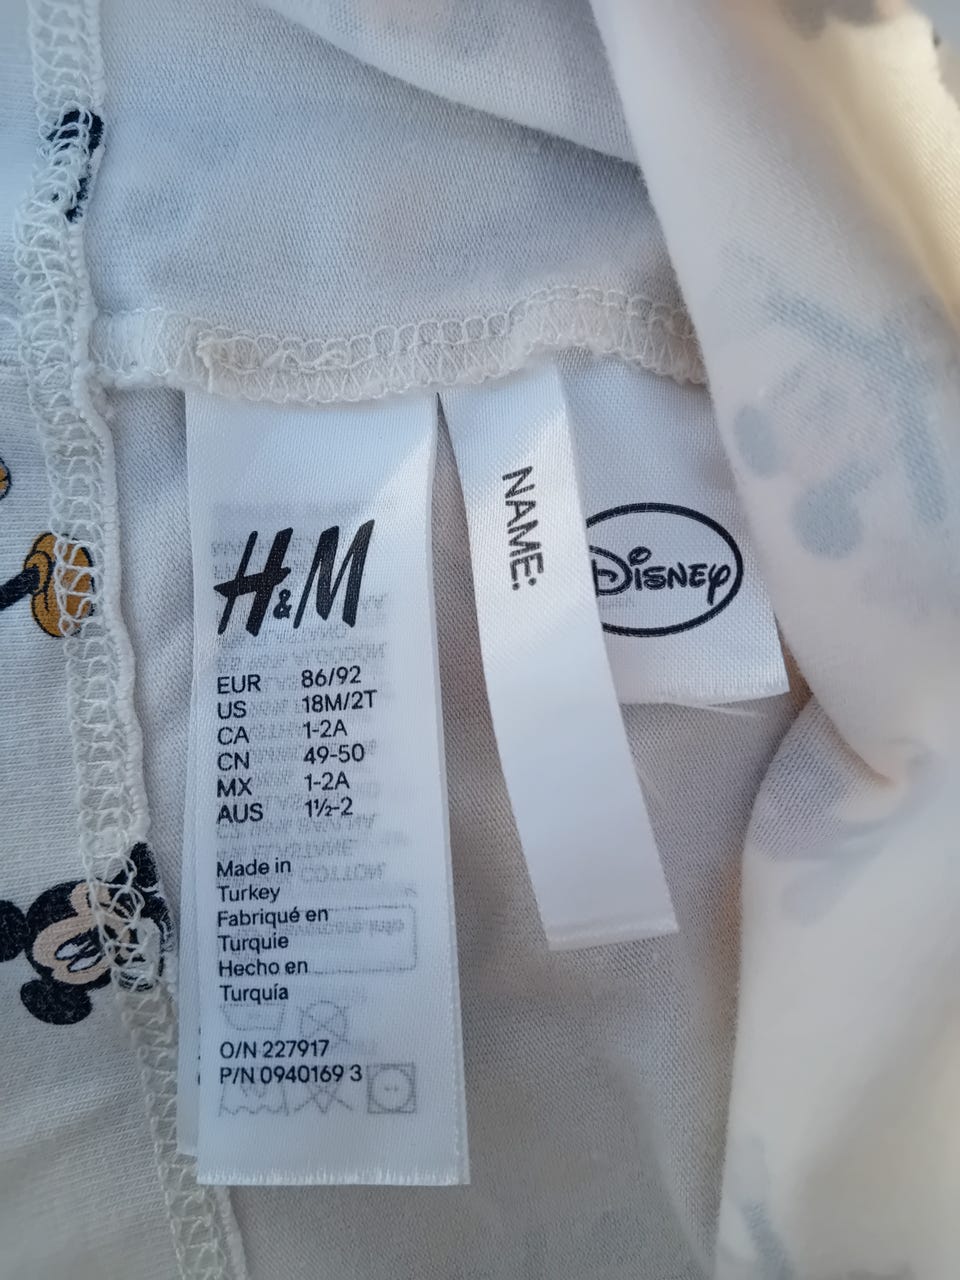 H&M
EUR 86/92
US 18M/2T
CA 1-2A
CN 49-50
MX 1-2A
AUS 1½-2
Made in
Turkey
Fabriqué en
Turquie
Hecho en
Turquía
O/N 227917
P/N 0940169 3
NAME:
Disney